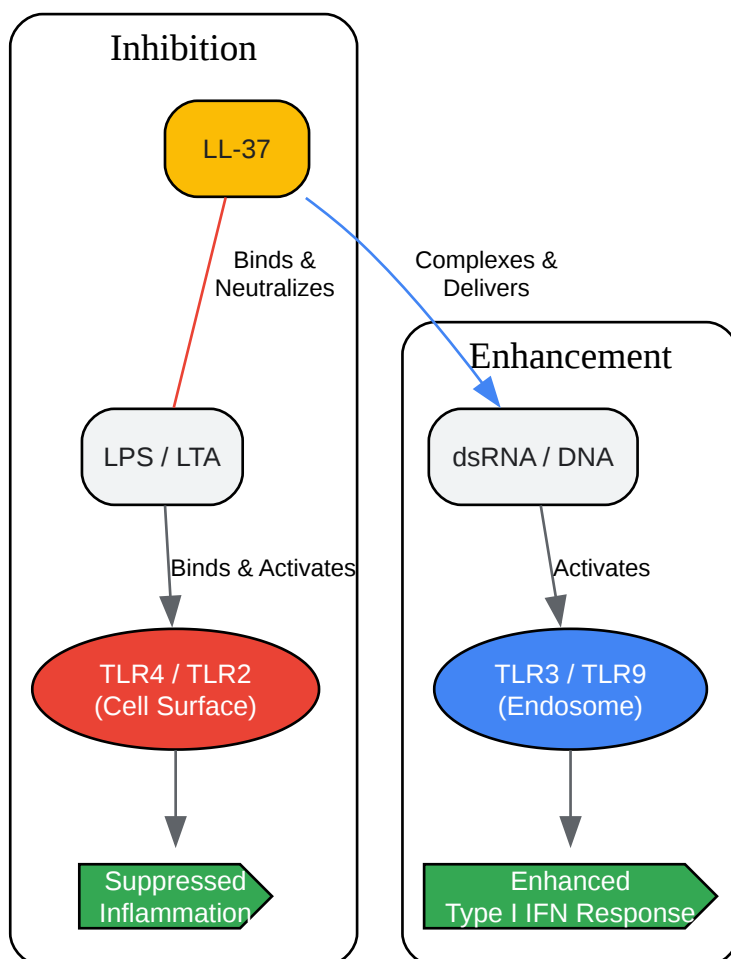 Inhibition
LL-37
Binds &
Neutralizes
Complexes &
Delivers
Enhancement
LPS / LTA
dsRNA / DNA
Binds & Activates
Activates
TLR4 / TLR2
(Cell Surface)
TLR3 / TLR9
(Endosome)
Suppressed
Inflammation
Enhanced
Type I IFN Response